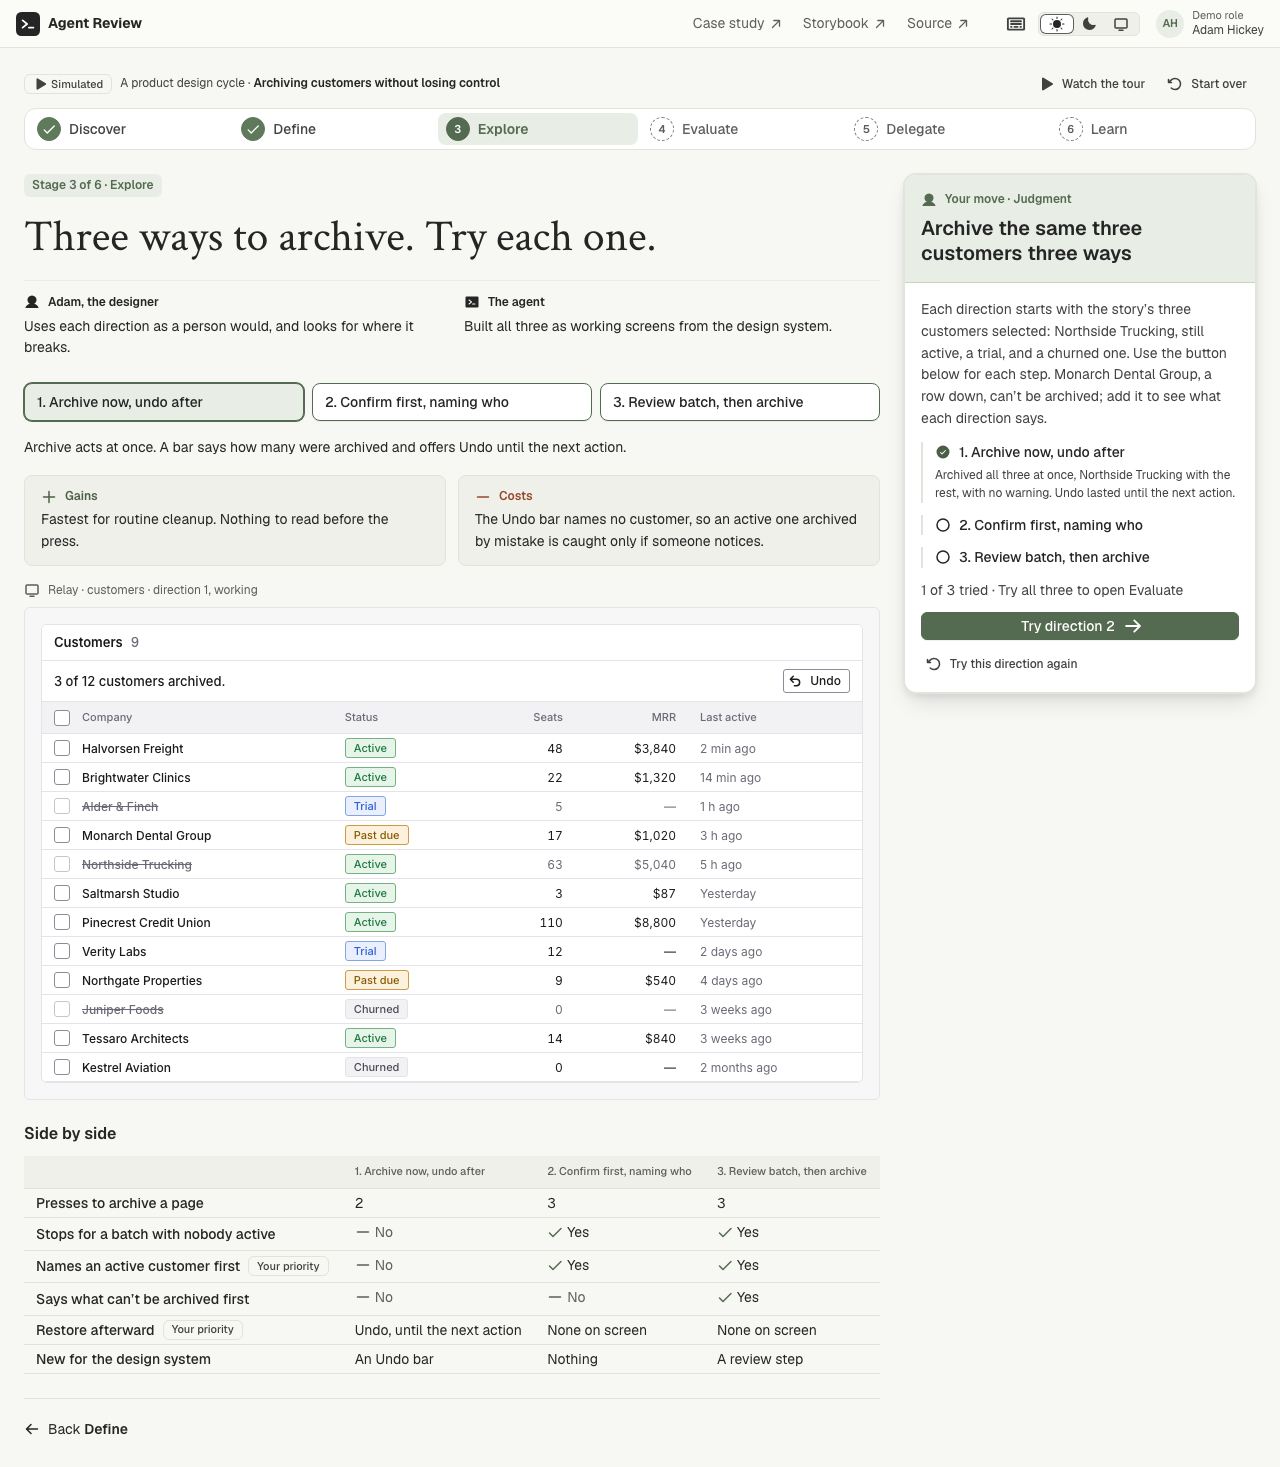 Agent Review
Case study
Storybook
Source
AH
Demo role
Adam Hickey
Simulated
A product design cycle · Archiving customers without losing control
Watch the tour
Start over
Discover
Define
3 Explore
4 Evaluate
5 Delegate
6 Learn
Stage 3 of 6 · Explore
Three ways to archive. Try each one.
Adam, the designer
Uses each direction as a person would, and looks for where it
breaks.
The agent
Built all three as working screens from the design system.
1. Archive now, undo after
2. Confirm first, naming who
3. Review batch, then archive
Archive acts at once. A bar says how many were archived and offers Undo until the next action.
Gains
Fastest for routine cleanup. Nothing to read before the
press.
Costs
The Undo bar names no customer, so an active one archived
by mistake is caught only if someone notices.
Relay · customers · direction 1, working
Customers 9
3 of 12 customers archived.
Undo
Company Status Seats MRR Last active
Halvorsen Freight Active 48 $3,840 2 min ago
Brightwater Clinics Active 22 $1,320 14 min ago
Alder & Finch Trial 5 — 1 h ago
Monarch Dental Group Past due 17 $1,020 3 h ago
Northside Trucking Active 63 $5,040 5 h ago
Saltmarsh Studio Active 3 $87 Yesterday
Pinecrest Credit Union Active 110 $8,800 Yesterday
Verity Labs Trial 12 — 2 days ago
Northgate Properties Past due 9 $540 4 days ago
Juniper Foods Churned 0 — 3 weeks ago
Tessaro Architects Active 14 $840 3 weeks ago
Kestrel Aviation Churned 0 — 2 months ago
Side by side
1. Archive now, undo after 2. Confirm first, naming who 3. Review batch, then archive
Presses to archive a page 2 3 3
Stops for a batch with nobody active No Yes Yes
Names an active customer first Your priority No Yes Yes
Says what can’t be archived first No No Yes
Restore afterward Your priority Undo, until the next action None on screen None on screen
New for the design system An Undo bar Nothing A review step
Back Define
Your move · Judgment
Archive the same three
customers three ways
Each direction starts with the story’s three
customers selected: Northside Trucking, still
active, a trial, and a churned one. Use the button
below for each step. Monarch Dental Group, a
row down, can’t be archived; add it to see what
each direction says.
1. Archive now, undo after
Archived all three at once, Northside Trucking with the
rest, with no warning. Undo lasted until the next action.
2. Confirm first, naming who
3. Review batch, then archive
1 of 3 tried · Try all three to open Evaluate
Try direction 2
Try this direction again